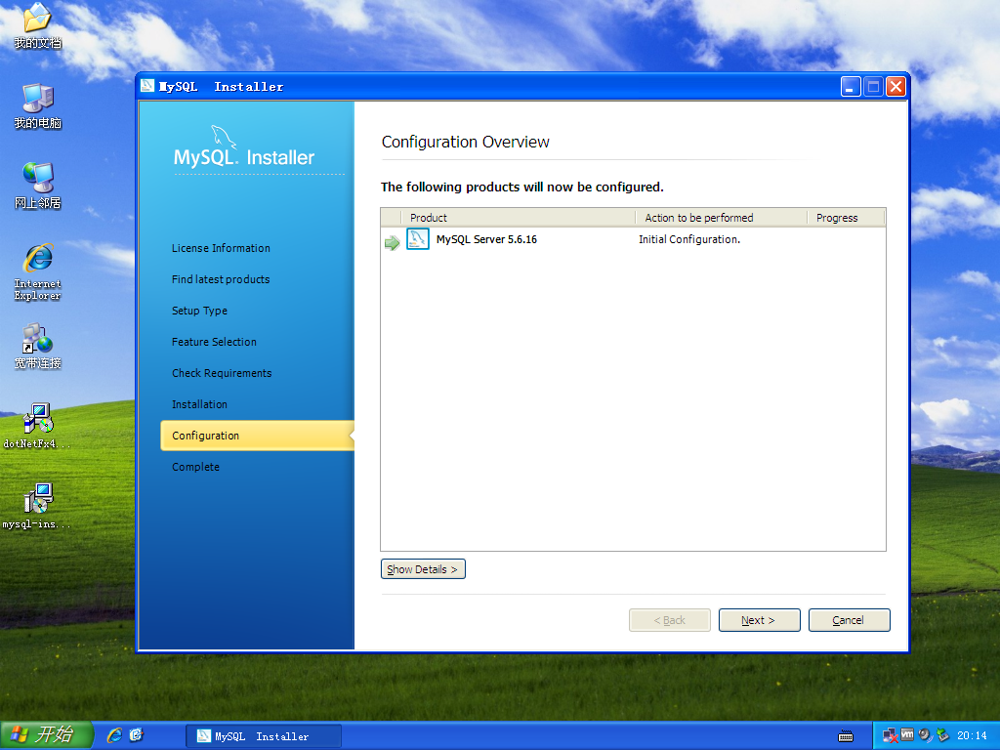 我的文档
我的电脑
网上邻居
Internet
Explorer
宽带连接
dotNetFx4...
mysql-ins...
MySQL Installer
MySQL. Installer
License Information
Find latest products
Setup Type
Feature Selection
Check Requirements
Installation
Configuration
Complete
Configuration Overview
The following products will now be configured.
Product Action to be performed Progress
MySQL Server 5.6.16 Initial Configuration.
Show Details >
< Back Next > Cancel
开始 MySQL Installer vm 20:14